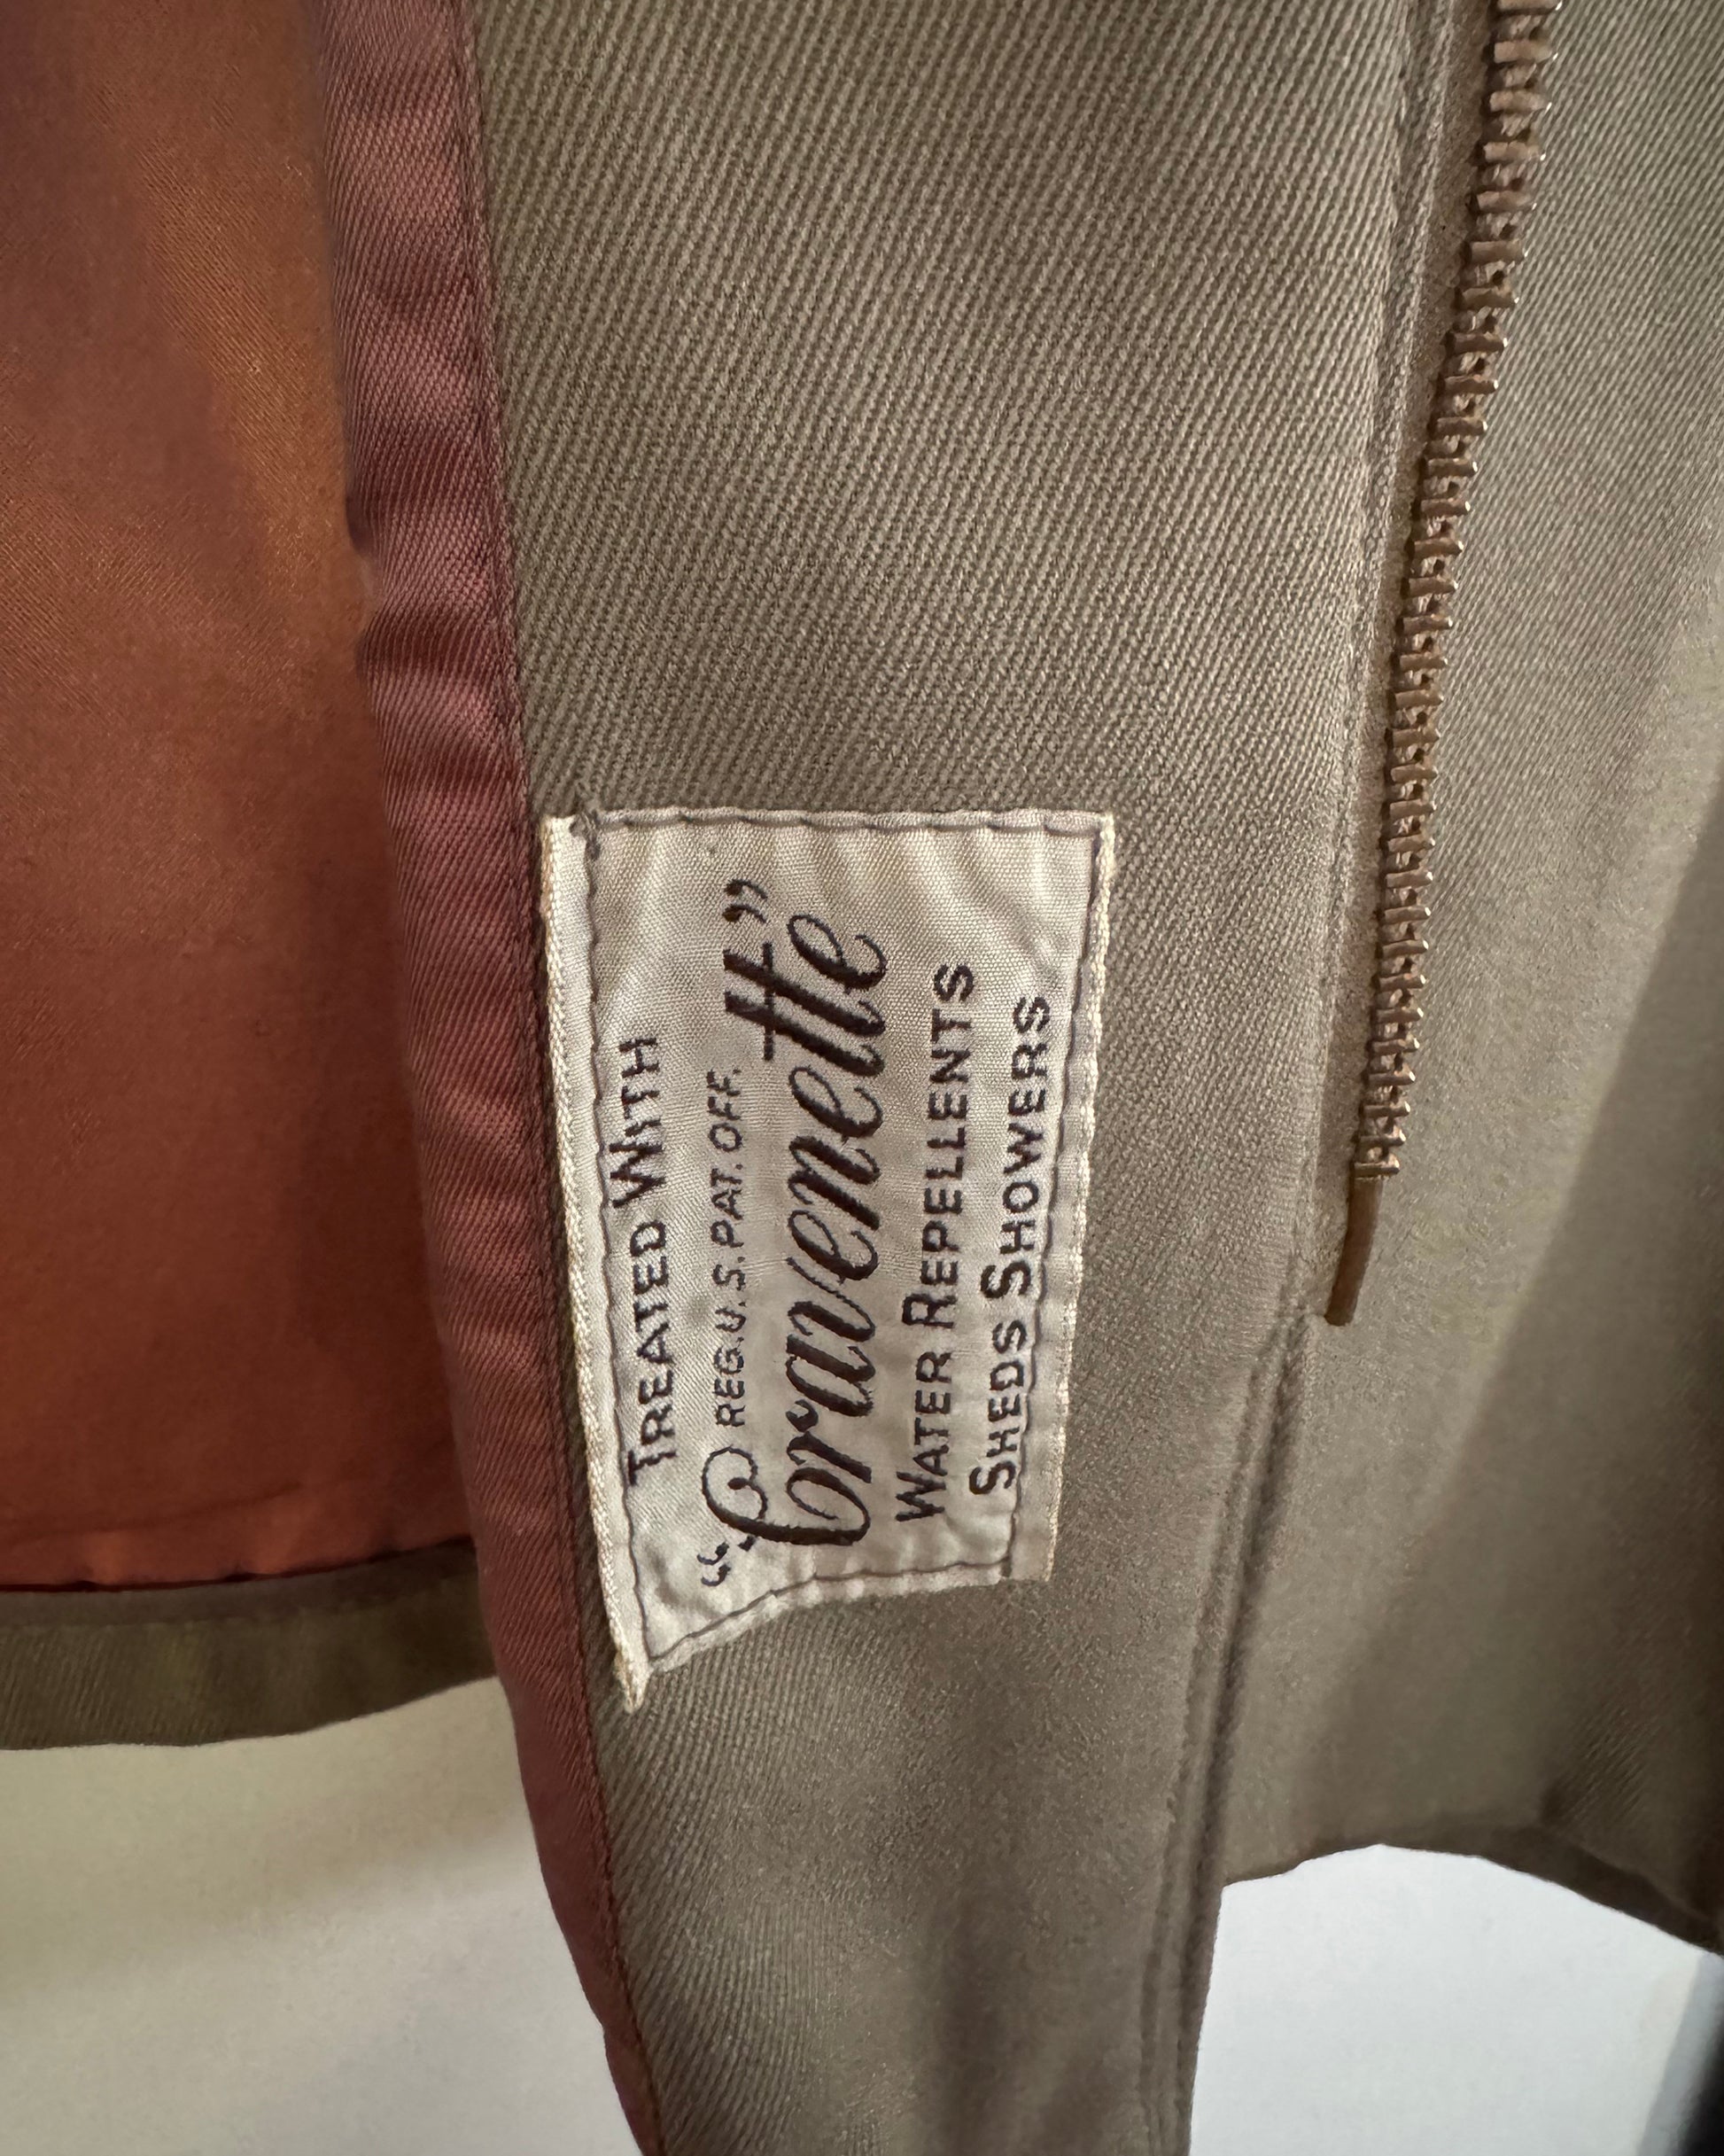 TREATED WITH
REG. U.S. PAT. OFF.
“Cravenette”
WATER REPELLENTS
SHEDS SHOWERS